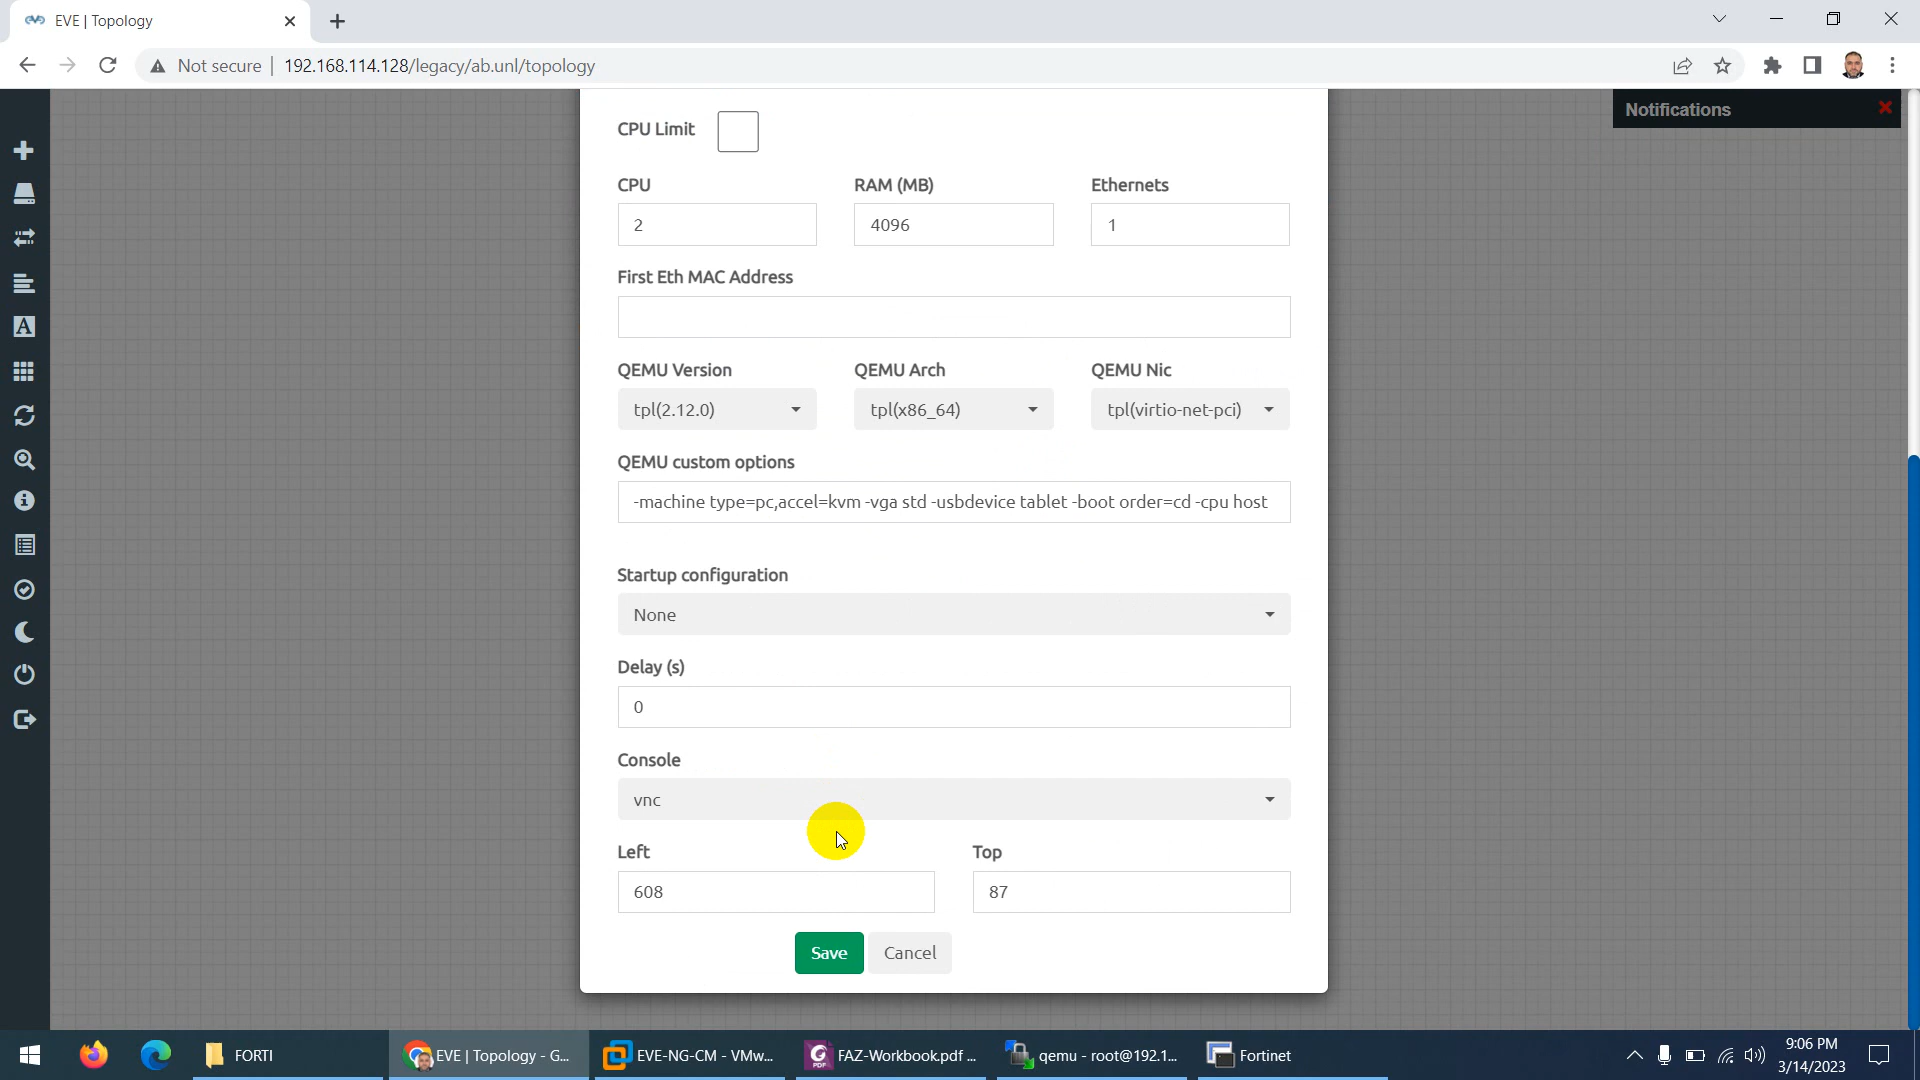 EVE | Topology
Not secure | 192.168.114.128/legacy/ab.unl/topology
Notifications
CPU Limit
CPU RAM (MB) Ethernets
2 4096 1
First Eth MAC Address
QEMU Version QEMU Arch QEMU Nic
tpl(2.12.0) tpl(x86_64) tpl(virtio-net-pci)
QEMU custom options
-machine type=pc,accel=kvm -vga std -usbdevice tablet -boot order=cd -cpu host
Startup configuration
None
Delay (s)
0
Console
vnc
Left Top
608 87
Save Cancel
FORTI EVE | Topology - G... EVE-NG-CM - VMw... FAZ-Workbook.pdf ... qemu - root@192.1... Fortinet
9:06 PM
3/14/2023